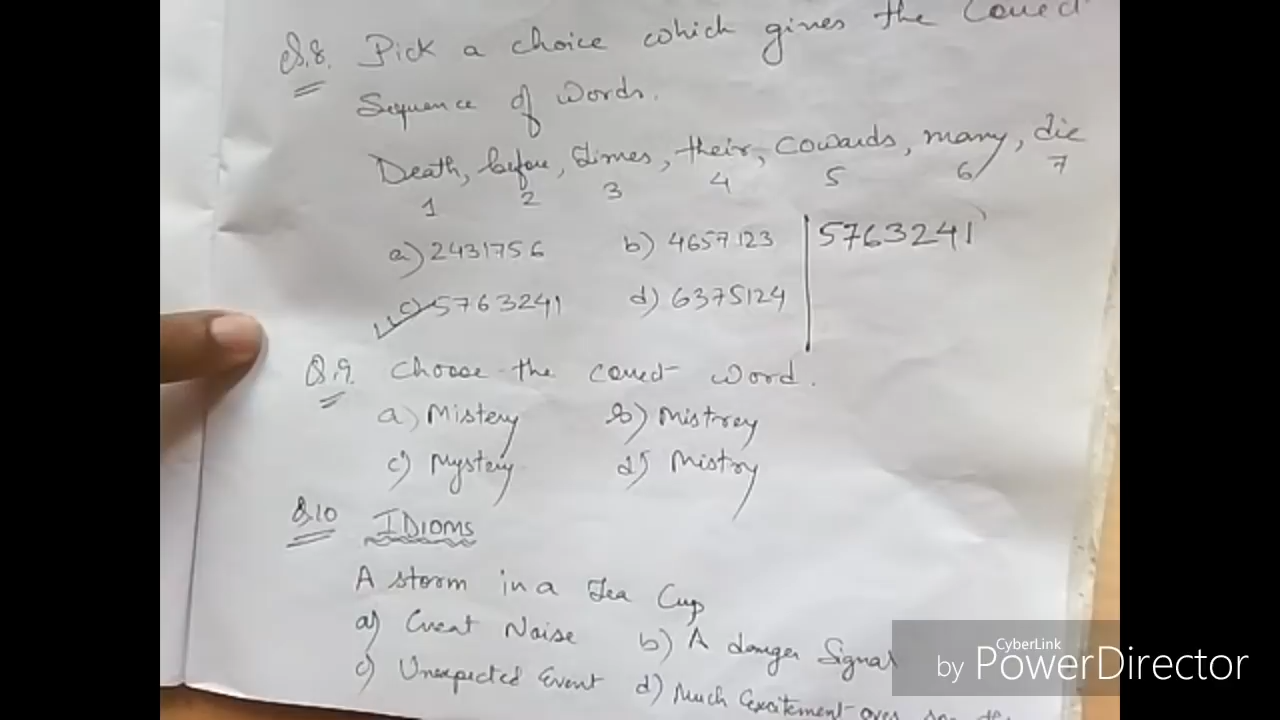 Q.8. Pick a choice which gives the Correct
Sequence of words.
Death, before, times, their, cowards, many, die
1 2 3 4 5 6 7
a) 2431756 b) 4657123 5763241
c) 5763241 d) 6375124
Q.9. Choose the correct word.
a) Mistery b) Mistrey
c) Mystery d) Mistry
Q.10 IDIOMS
A storm in a Tea Cup
a) Great Noise b) A danger Signal
c) Unexpected Event d) Much Excitement over
CyberLink
by PowerDirector